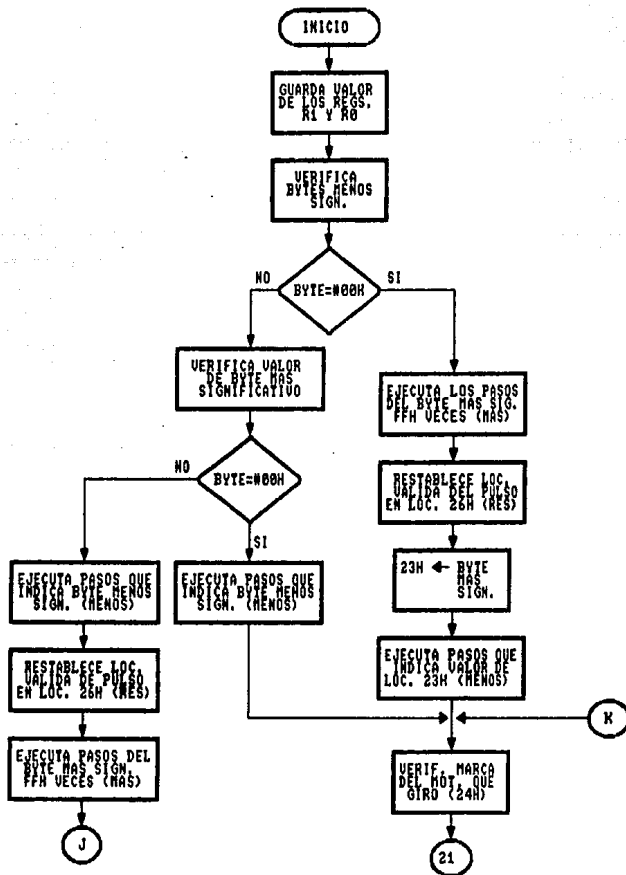 INICIO
GUARDA VALOR
DE LOS REGS.
R1 Y R0
VERIFICA
BYTES MENOS
SIGN.
BYTE=#00H
NO
SI
VERIFICA VALOR
DE BYTE MAS
SIGNIFICATIVO
BYTE=#00H
NO
SI
EJECUTA PASOS QUE
INDICA BYTE MENOS
SIGN. (MENOS)
RESTABLECE LOC.
VALIDA DE PULSO
EN LOC. 26H (RES)
EJECUTA PASOS DEL
BYTE MAS SIGN.
FFH VECES (MAS)
J
EJECUTA PASOS QUE
INDICA BYTE MENOS
SIGN. (MENOS)
EJECUTA LOS PASOS
DEL BYTE MAS SIG.
FFH VECES (MAS)
RESTABLECE LOC.
VALIDA DEL PULSO
EN LOC. 26H (RES)
23H ← BYTE
MAS
SIGN.
EJECUTA PASOS QUE
INDICA VALOR DE
LOC. 23H (MENOS)
K
VERIF. MARCA
DEL MOT. QUE
GIRO (24H)
21